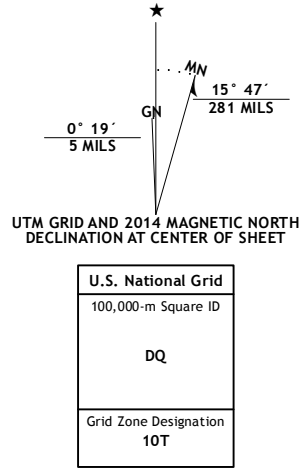 MN
GN
15° 47´
281 MILS
0° 19´
5 MILS
UTM GRID AND 2014 MAGNETIC NORTH
DECLINATION AT CENTER OF SHEET
U.S. National Grid
100,000-m Square ID
DQ
Grid Zone Designation
10T